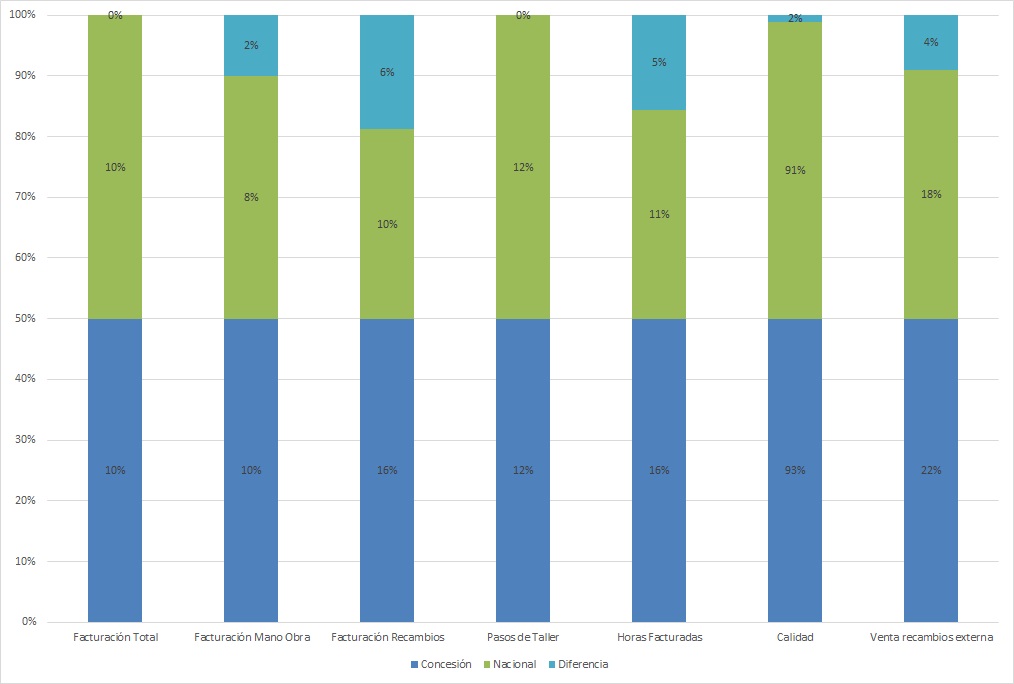 100%
90%
80%
70%
60%
50%
40%
30%
20%
10%
0%
0% 2% 6% 0% 5% 2% 4%
10% 8% 10% 12% 11% 91% 18%
10% 10% 16% 12% 16% 93% 22%
Facturación Total Facturación Mano Obra Facturación Recambios Pasos de Taller Horas Facturadas Calidad Venta recambios externa
Concesión Nacional Diferencia